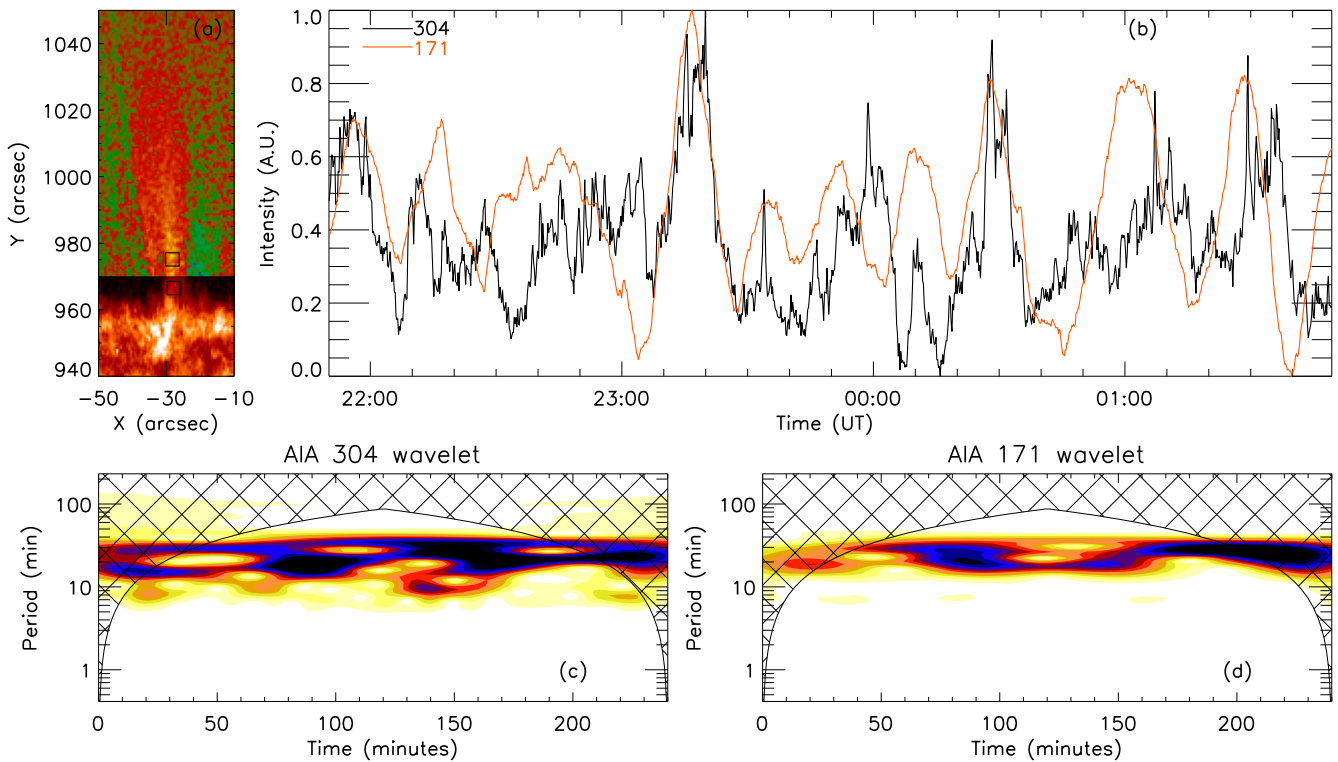 (a)
Y (arcsec)
1040
1020
1000
980
960
940
−50 −30 −10
X (arcsec)
(b)
304
171
Intensity (A.U.)
1.0
0.8
0.6
0.4
0.2
0.0
22:00 23:00 00:00 01:00
Time (UT)
AIA 304 wavelet
Period (min)
100
10
1
(c)
0 50 100 150 200
Time (minutes)
AIA 171 wavelet
Period (min)
100
10
1
(d)
0 50 100 150 200
Time (minutes)